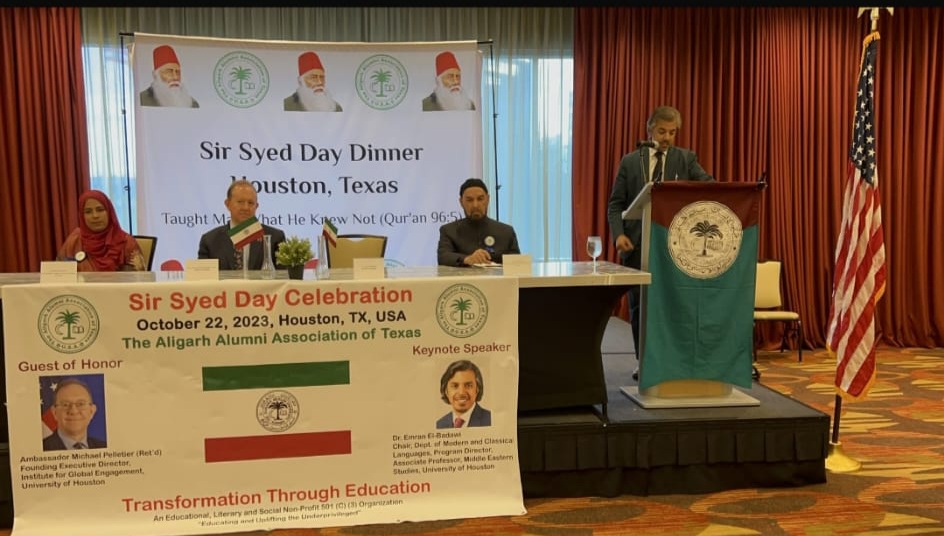 Sir Syed Day Dinner
Houston, Texas
Taught Ma What He Knew Not (Qur'an 96:5)
Sir Syed Day Celebration
October 22, 2023, Houston, TX, USA
The Aligarh Alumni Association of Texas
Guest of Honor
Ambassador Michael Pelletier (Ret'd)
Founding Executive Director,
Institute for Global Engagement,
University of Houston
Keynote Speaker
Dr. Emran El-Badawi
Chair, Dept. of Modern and Classical
Languages, Program Director,
Associate Professor, Middle Eastern
Studies, University of Houston
Transformation Through Education
An Educational, Literary and Social Non-Profit 501 (C) (3) Organization
"Educating and Uplifting the Underprivileged"